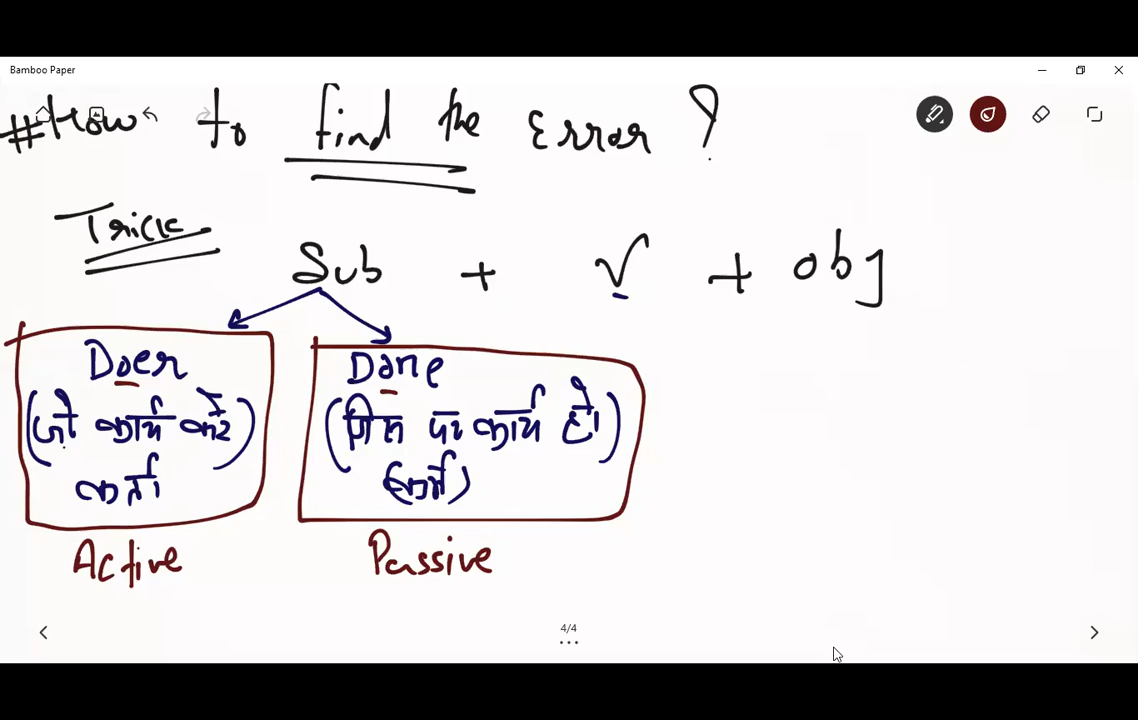 Bamboo Paper
#How to find the Error ?
Trick
Sub + V + obj
Doer
(जो कार्य करे)
कर्ता
Active
Done
(जिस पर कार्य हो)
(कर्म)
Passive
4/4